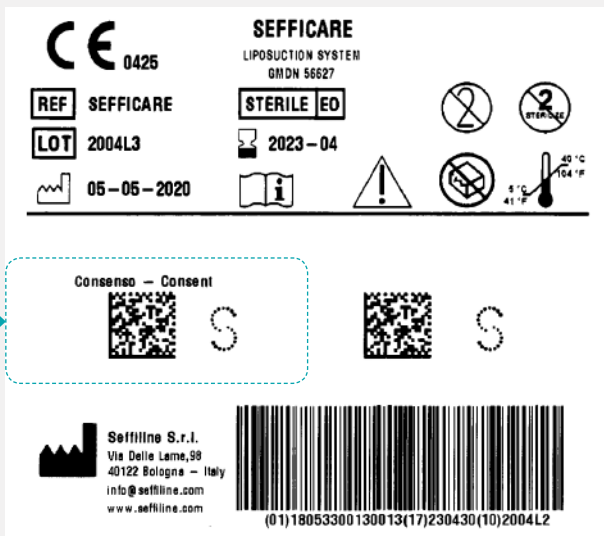 CE 0425
SEFFICARE
LIPOSUCTION SYSTEM
GMDN 56627
REF SEFFICARE
STERILE EO
2
2
STERILIZE
LOT 2004L3
2023-04
05-05-2020
i
40 °C
104 °F
5 °C
41 °F
Consenso – Consent
S
S
Seffiline S.r.l.
Via Delle Lame,98
40122 Bologna – Italy
info@seffiline.com
www.seffiline.com
(01)18053300130013(17)230430(10)2004L2